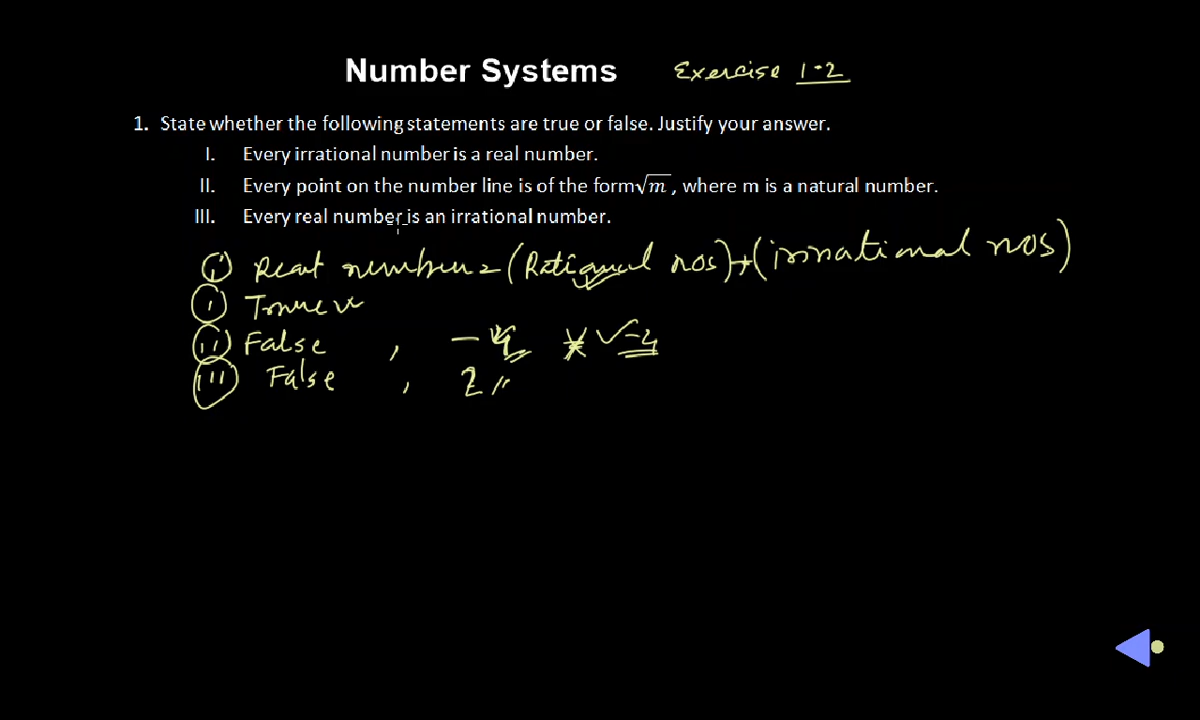 Number Systems Exercise 1.2
1. State whether the following statements are true or false. Justify your answer.
I. Every irrational number is a real number.
II. Every point on the number line is of the form √m, where m is a natural number.
III. Every real number is an irrational number.
(i) Real number = (Rational nos) + (irrational nos)
(i) True
(ii) False , -4 √-4
(iii) False , 2